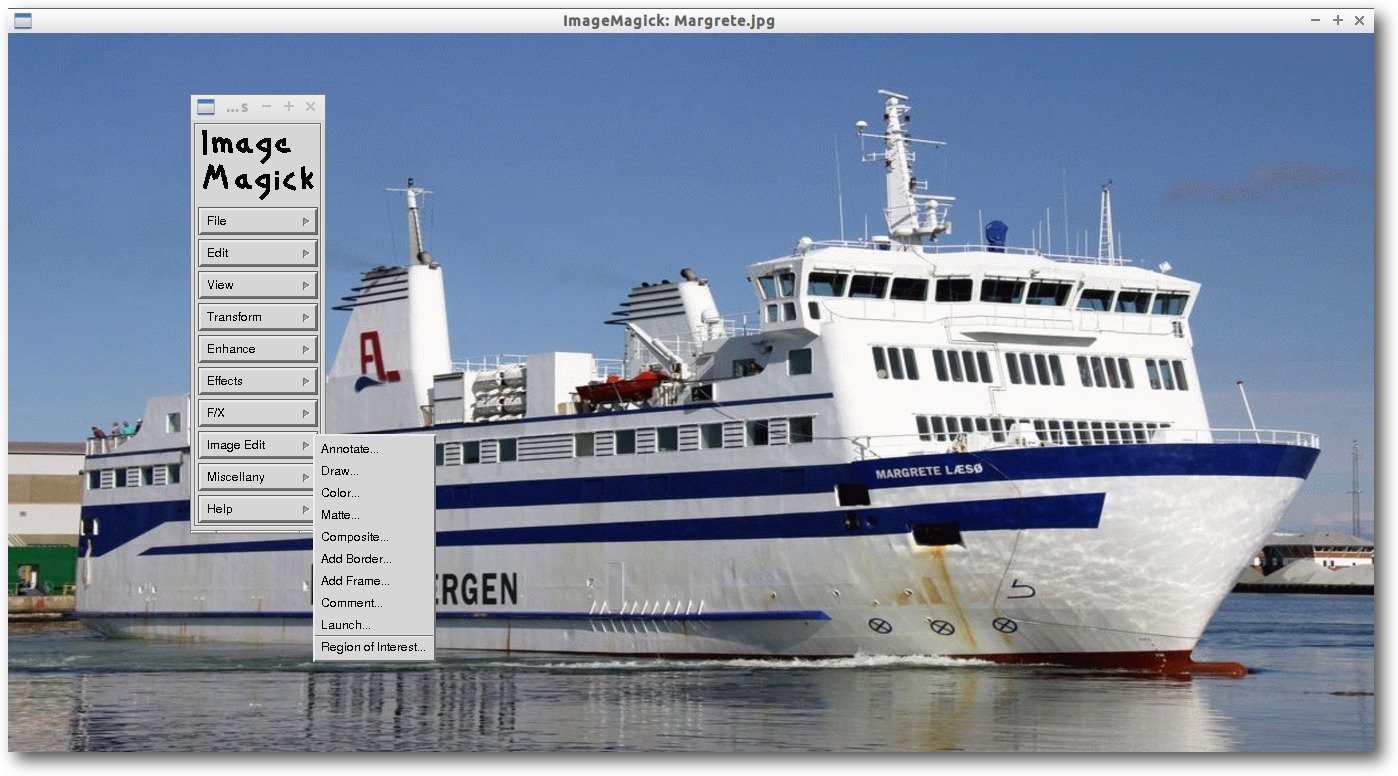 ImageMagick: Margrete.jpg
...s
Image
Magick
File
Edit
View
Transform
Enhance
Effects
F/X
Image Edit
Miscellany
Help
Annotate...
Draw...
Color...
Matte...
Composite...
Add Border...
Add Frame...
Comment...
Launch...
Region of Interest...
MARGRETE LÆSØ
ERGEN